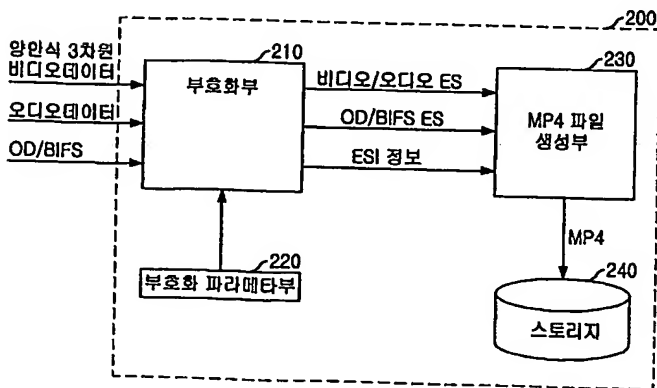 200
양안식 3차원
비디오데이터
오디오데이터
OD/BIFS
210
부호화부
비디오/오디오 ES
OD/BIFS ES
ESI 정보
230
MP4 파일
생성부
220
부호화 파라메타부
MP4
240
스토리지